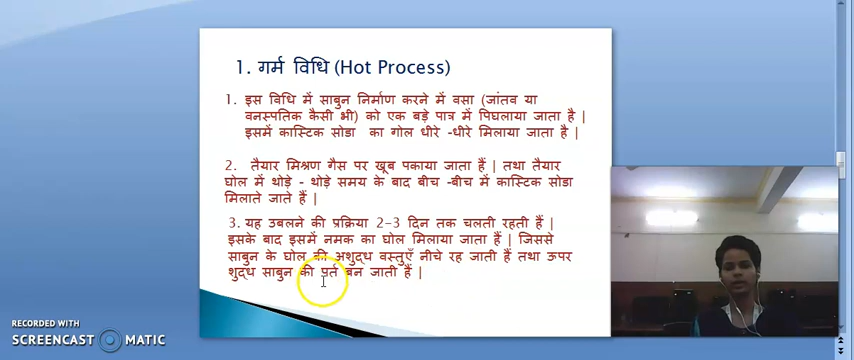 1. गर्म विधि (Hot Process)
1. इस विधि में साबुन निर्माण करने में वसा (जांतव या
वनस्पतिक कैसी भी) को एक बड़े पात्र में पिघलाया जाता है |
इसमें कास्टिक सोडा का गोल धीरे -धीरे मिलाया जाता है |
2. तैयार मिश्रण गैस पर खूब पकाया जाता हैं | तथा तैयार
घोल में थोड़े - थोड़े समय के बाद बीच -बीच में कास्टिक सोडा
मिलाते जाते हैं |
3. यह उबलने की प्रक्रिया 2-3 दिन तक चलती रहती हैं |
इसके बाद इसमें नमक का घोल मिलाया जाता हैं | जिससे
साबुन के घोल की अशुद्ध वस्तुएँ नीचे रह जाती हैं तथा ऊपर
शुद्ध साबुन की पर्त बन जाती हैं |
RECORDED WITH
SCREENCAST MATIC